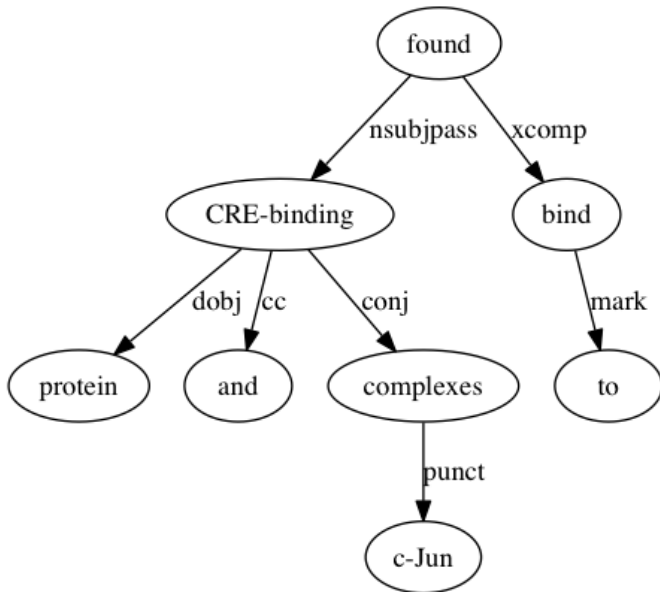 found
nsubjpass xcomp
CRE-binding bind
dobj cc conj mark
protein and complexes to
punct
c-Jun